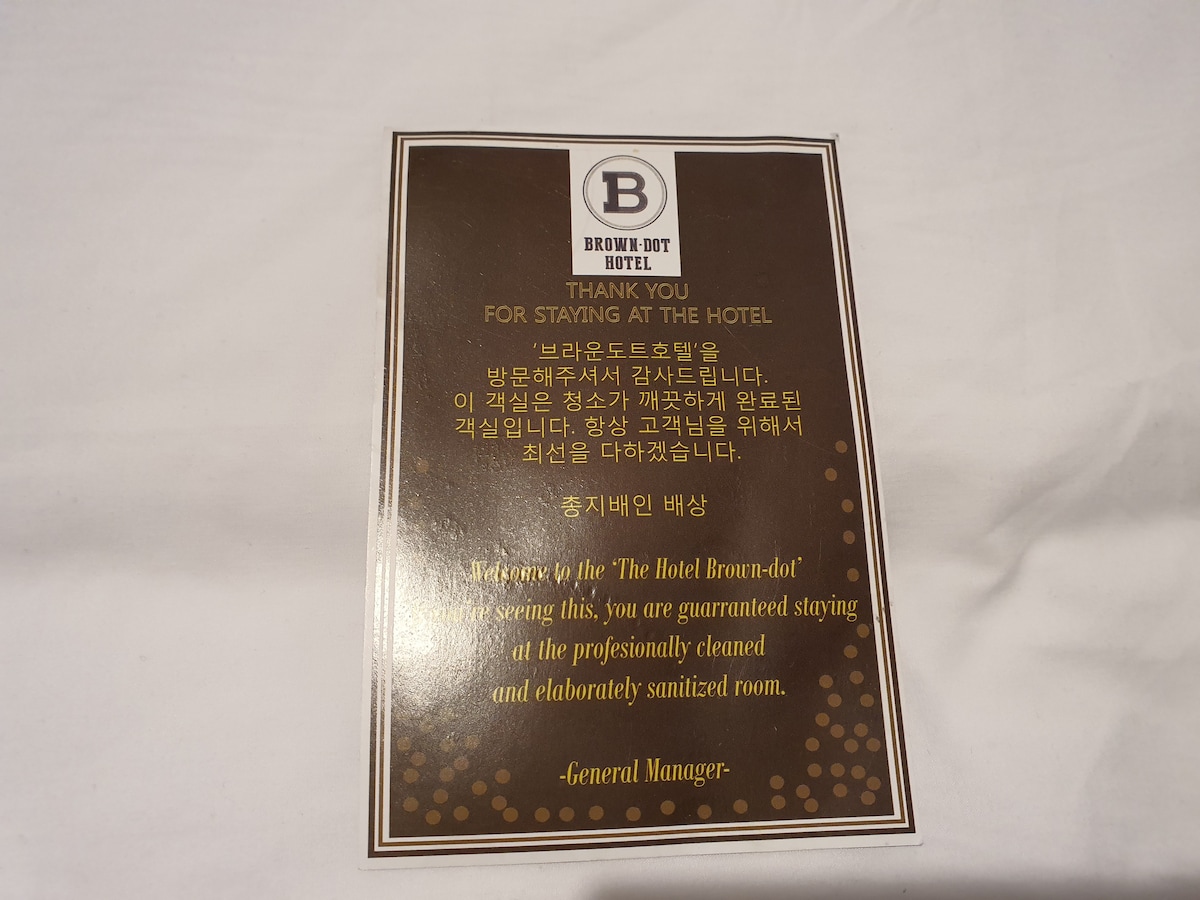 B
BROWN-DOT
HOTEL
THANK YOU
FOR STAYING AT THE HOTEL
'브라운도트호텔'을
방문해주셔서 감사드립니다.
이 객실은 청소가 깨끗하게 완료된
객실입니다. 항상 고객님을 위해서
최선을 다하겠습니다.
총지배인 배상
Welcome to the ‘The Hotel Brown-dot’
seeing this, you are guarranteed staying
at the profesionally cleaned
and elaborately sanitized room.
-General Manager-